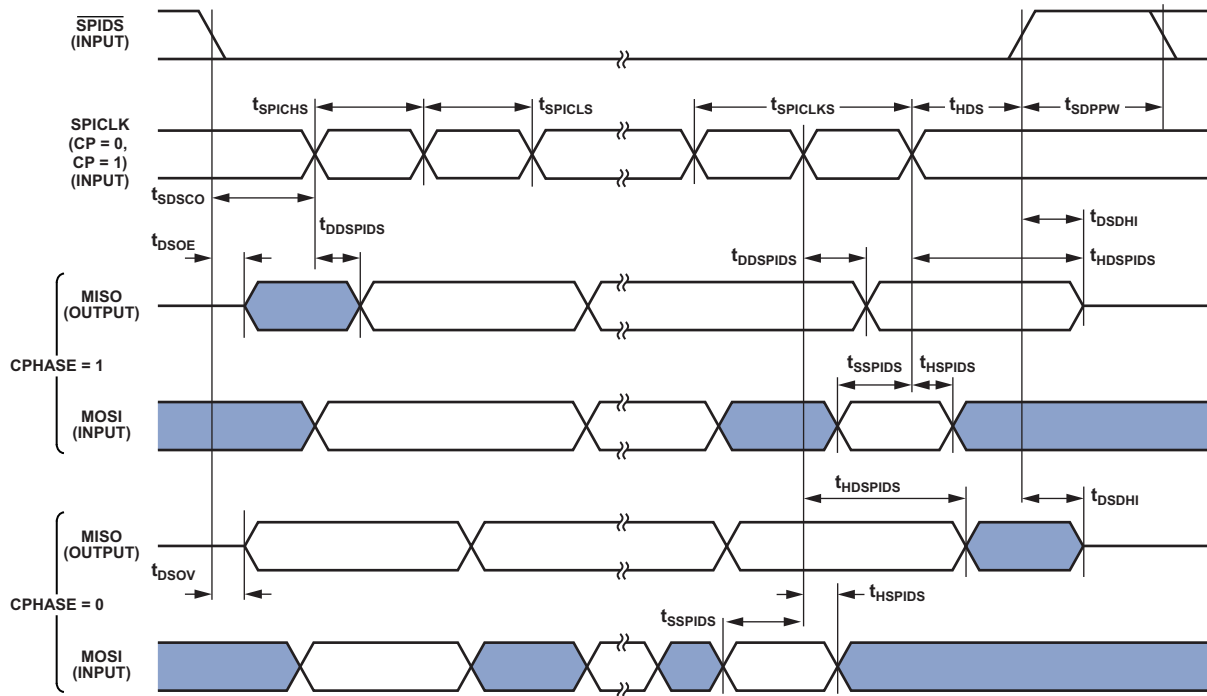 SPIDS
(INPUT)
tSPICHS
tSPICLS
tSPICLKS
tHDS
tSDPPW
SPICLK
(CP = 0,
CP = 1)
(INPUT)
tSDSCO
tDDSPIDS
tDSOE
tDDSPIDS
tDSDHI
tHDSPIDS
MISO
(OUTPUT)
CPHASE = 1
tSSPIDS
tHSPIDS
MOSI
(INPUT)
tHDSPIDS
tDSDHI
MISO
(OUTPUT)
tDSOV
CPHASE = 0
tHSPIDS
tSSPIDS
MOSI
(INPUT)